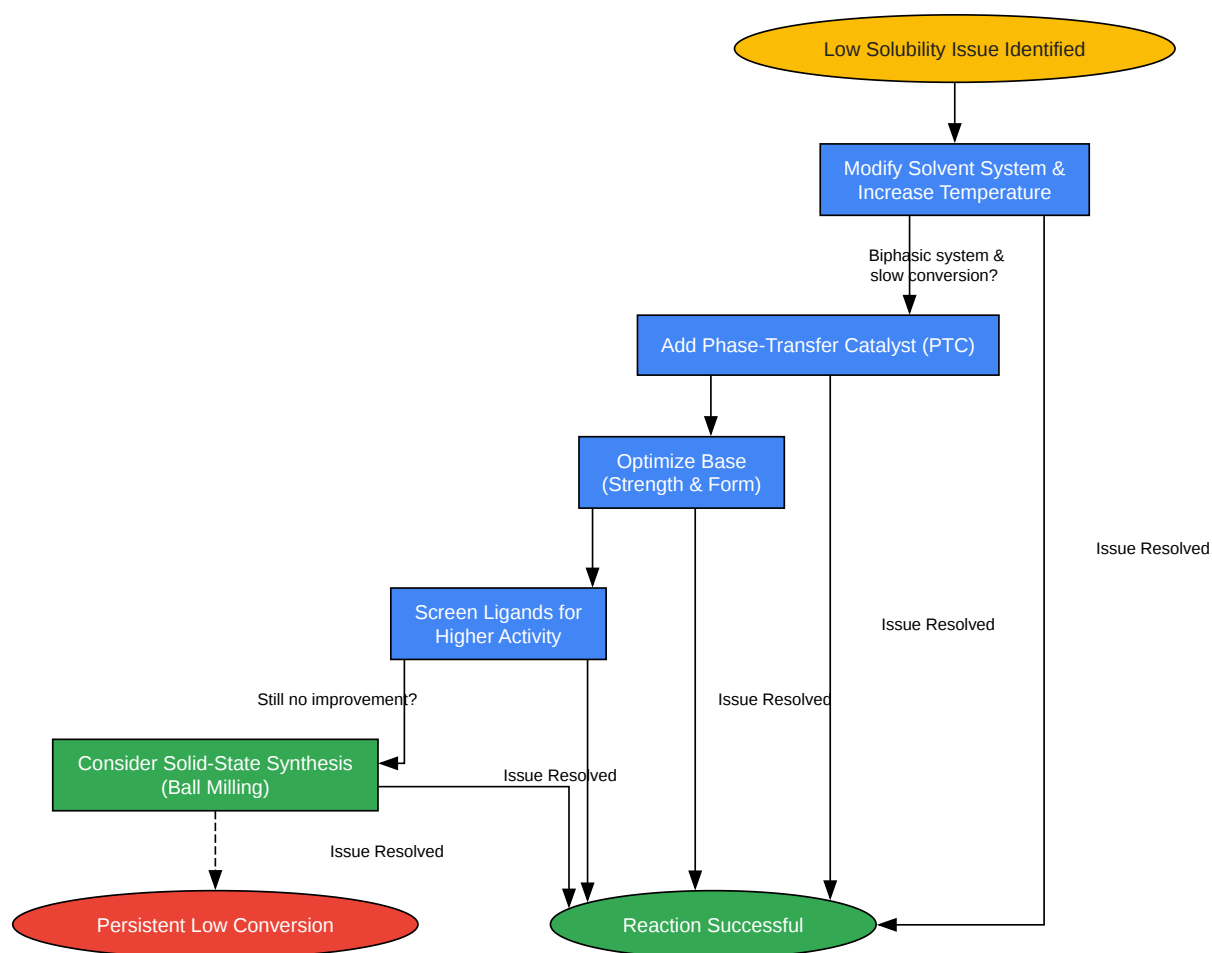 Low Solubility Issue Identified
Modify Solvent System &
Increase Temperature
Biphasic system &
slow conversion?
Add Phase-Transfer Catalyst (PTC)
Optimize Base
(Strength & Form)
Issue Resolved
Screen Ligands for
Higher Activity
Issue Resolved
Still no improvement?
Issue Resolved
Consider Solid-State Synthesis
(Ball Milling)
Issue Resolved
Issue Resolved
Persistent Low Conversion
Reaction Successful